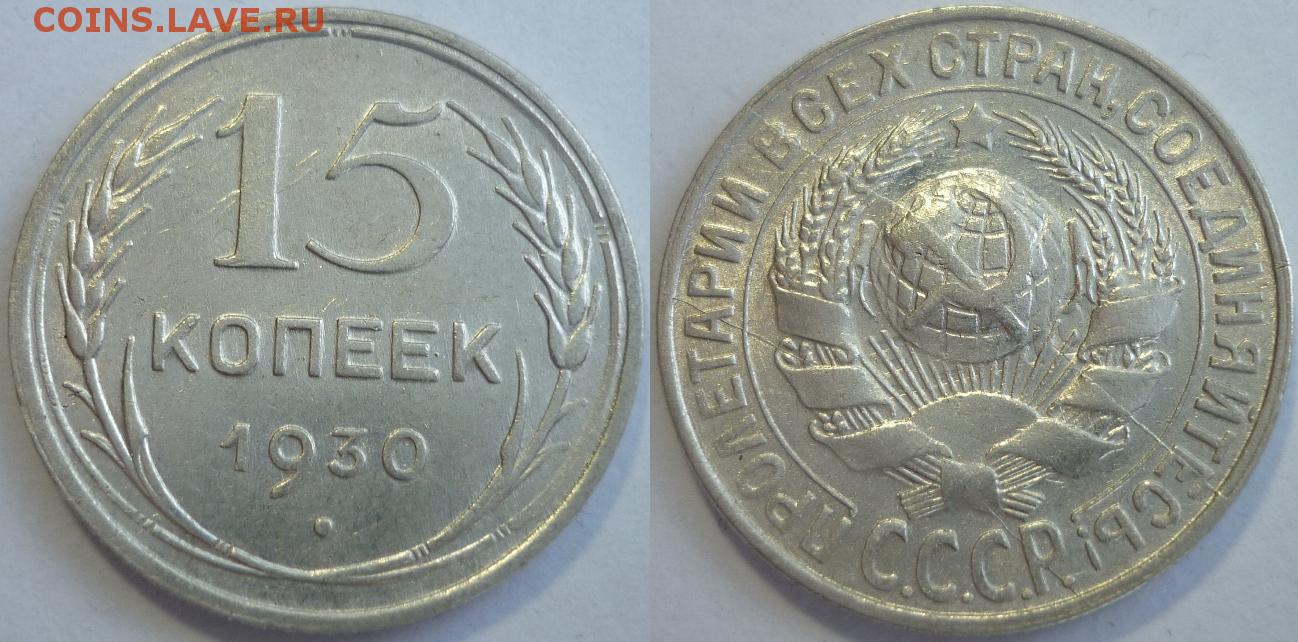 COINS.LAVE.RU
15
КОПЕЕК
1930
ПРОЛЕТАРИИ ВСЕХ СТРАН, СОЕДИНЯЙТЕСЬ!
С.С.С.Р.